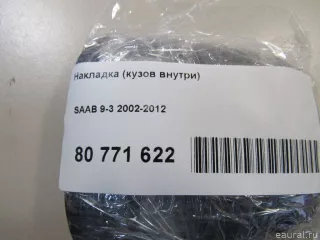 Накладка (кузов внутри)
SAAB 9-3 2002-2012
80 771 622
eaural.ru